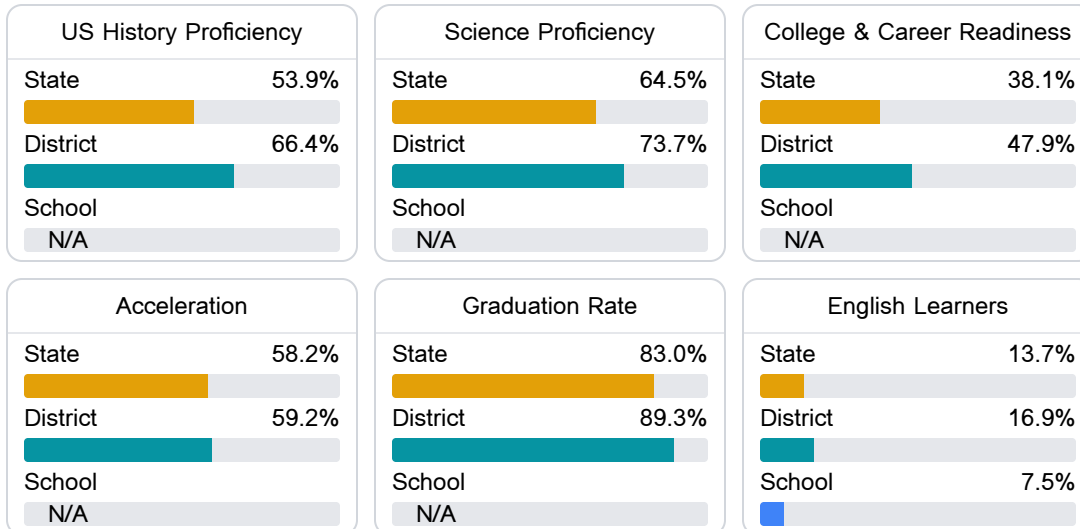 US History Proficiency
State 53.9%
District 66.4%
School
N/A
Science Proficiency
State 64.5%
District 73.7%
School
N/A
College & Career Readiness
State 38.1%
District 47.9%
School
N/A
Acceleration
State 58.2%
District 59.2%
School
N/A
Graduation Rate
State 83.0%
District 89.3%
School
N/A
English Learners
State 13.7%
District 16.9%
School 7.5%